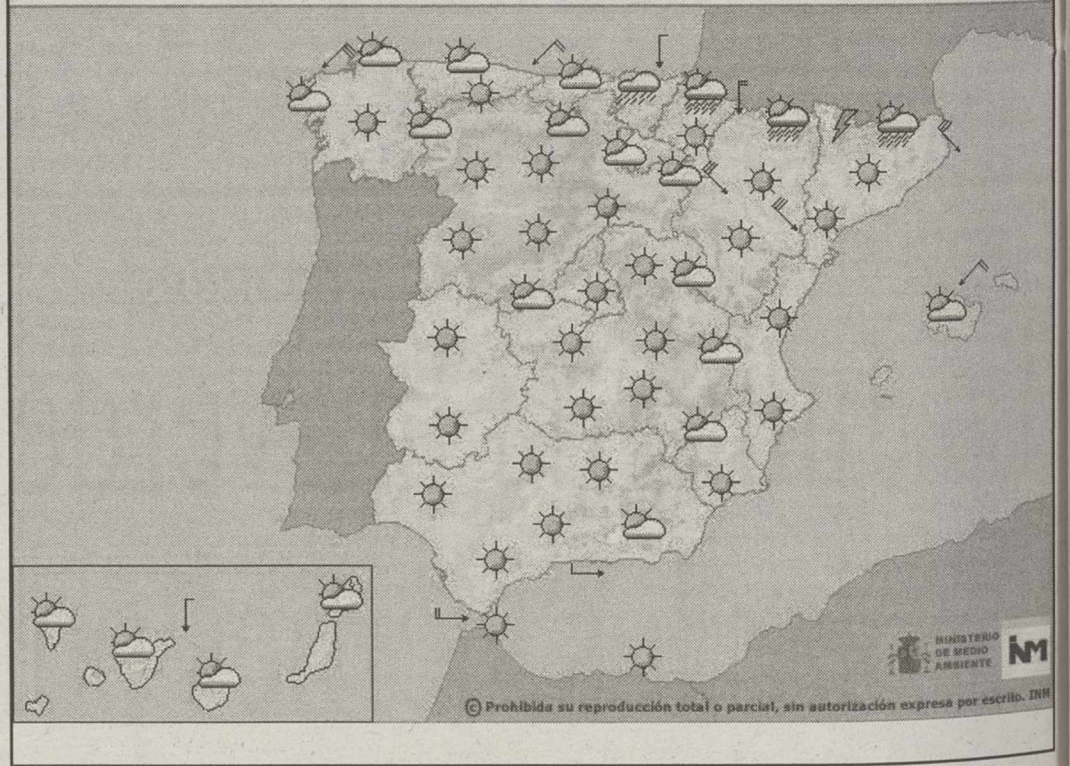 MINISTERIO
DE MEDIO
AMBIENTE
INM
© Prohibida su reproducción total o parcial, sin autorización expresa por escrito. INM